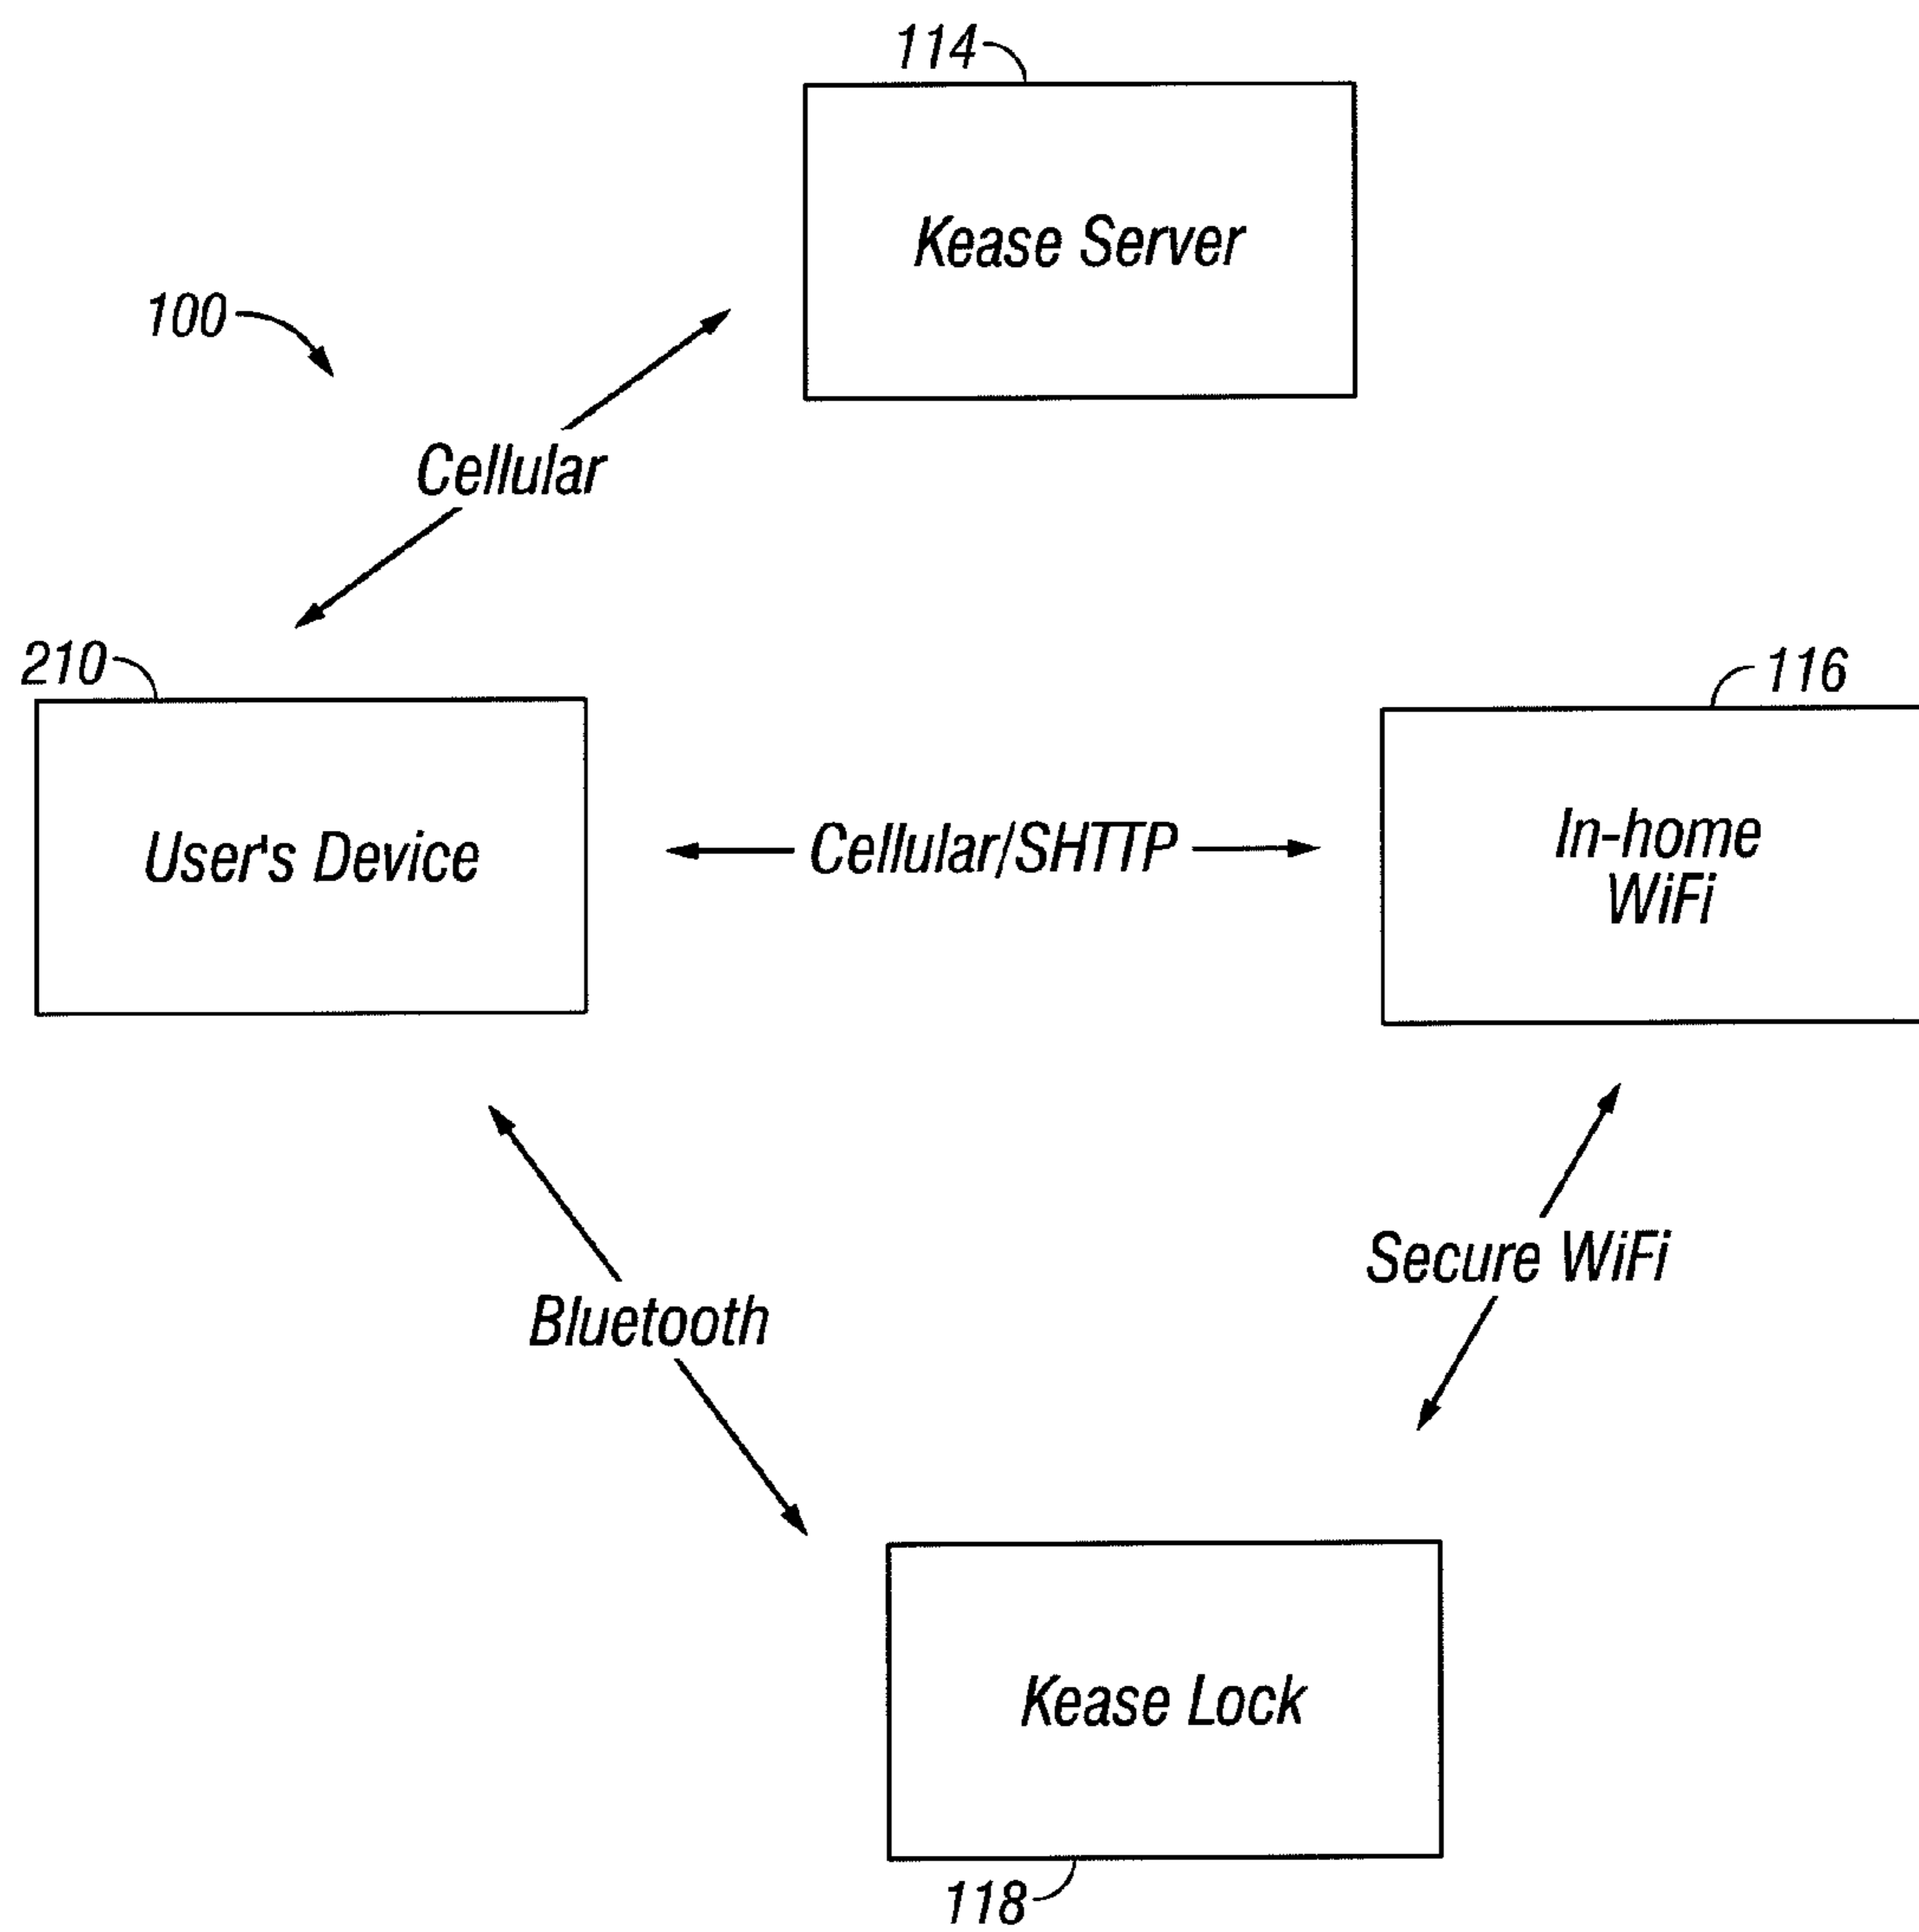 114
Kease Server
100
Cellular
210
116
User's Device
Cellular/SHTTP
In-home
WiFi
Secure WiFi
Bluetooth
Kease Lock
118